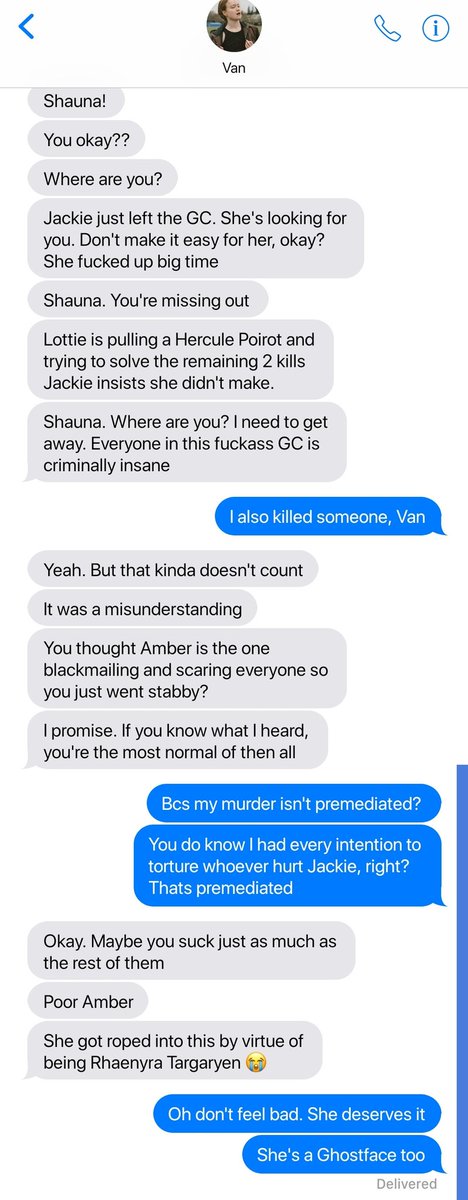 Van
Shauna!
You okay??
Where are you?
Jackie just left the GC. She's looking for
you. Don't make it easy for her, okay?
She fucked up big time
Shauna. You're missing out
Lottie is pulling a Hercule Poirot and
trying to solve the remaining 2 kills
Jackie insists she didn't make.
Shauna. Where are you? I need to get
away. Everyone in this fuckass GC is
criminally insane
I also killed someone, Van
Yeah. But that kinda doesn't count
It was a misunderstanding
You thought Amber is the one
blackmailing and scaring everyone so
you just went stabby?
I promise. If you know what I heard,
you're the most normal of then all
Bcs my murder isn't premediated?
You do know I had every intention to
torture whoever hurt Jackie, right?
Thats premediated
Okay. Maybe you suck just as much as
the rest of them
Poor Amber
She got roped into this by virtue of
being Rhaenyra Targaryen 😭
Oh don't feel bad. She deserves it
She's a Ghostface too
Delivered